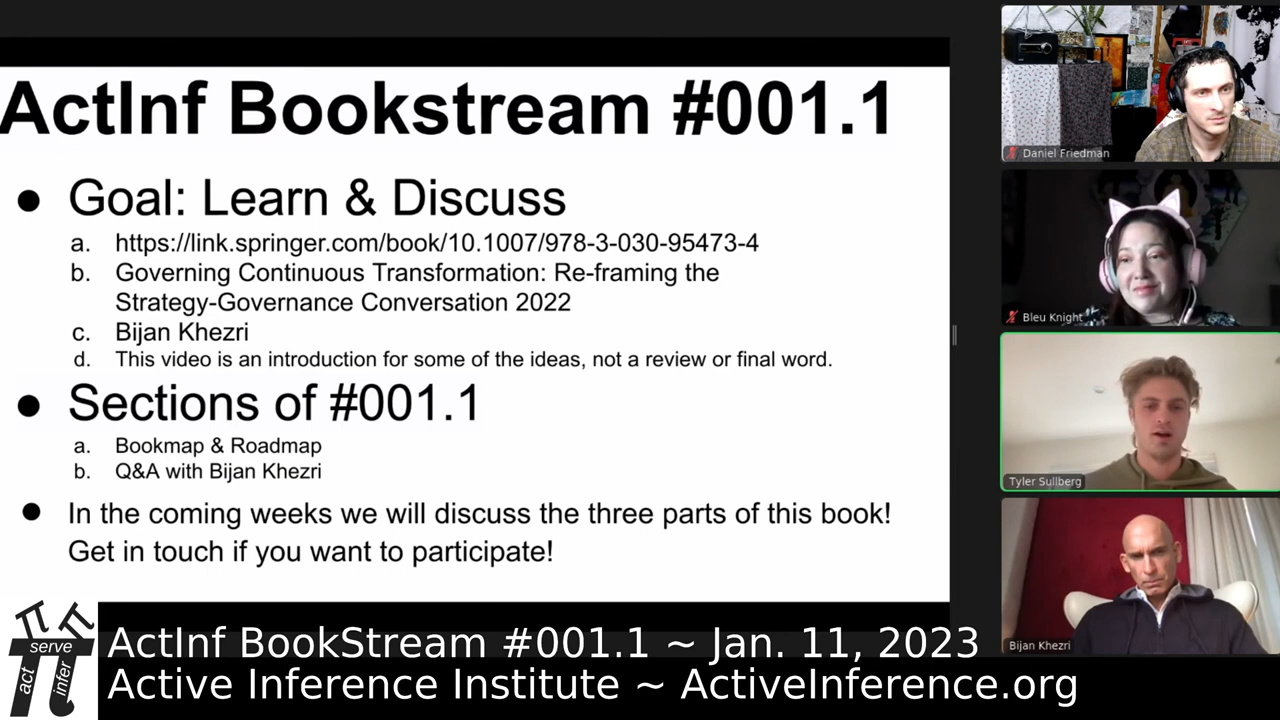 ActInf Bookstream #001.1
● Goal: Learn & Discuss
a. https://link.springer.com/book/10.1007/978-3-030-95473-4
b. Governing Continuous Transformation: Re-framing the
Strategy-Governance Conversation 2022
c. Bijan Khezri
d. This video is an introduction for some of the ideas, not a review or final word.
● Sections of #001.1
a. Bookmap & Roadmap
b. Q&A with Bijan Khezri
● In the coming weeks we will discuss the three parts of this book!
Get in touch if you want to participate!
Daniel Friedman
Bleu Knight
Tyler Sullberg
Bijan Khezri
serve
act
infer
ActInf BookStream #001.1 ~ Jan. 11, 2023
Active Inference Institute ~ ActiveInference.org